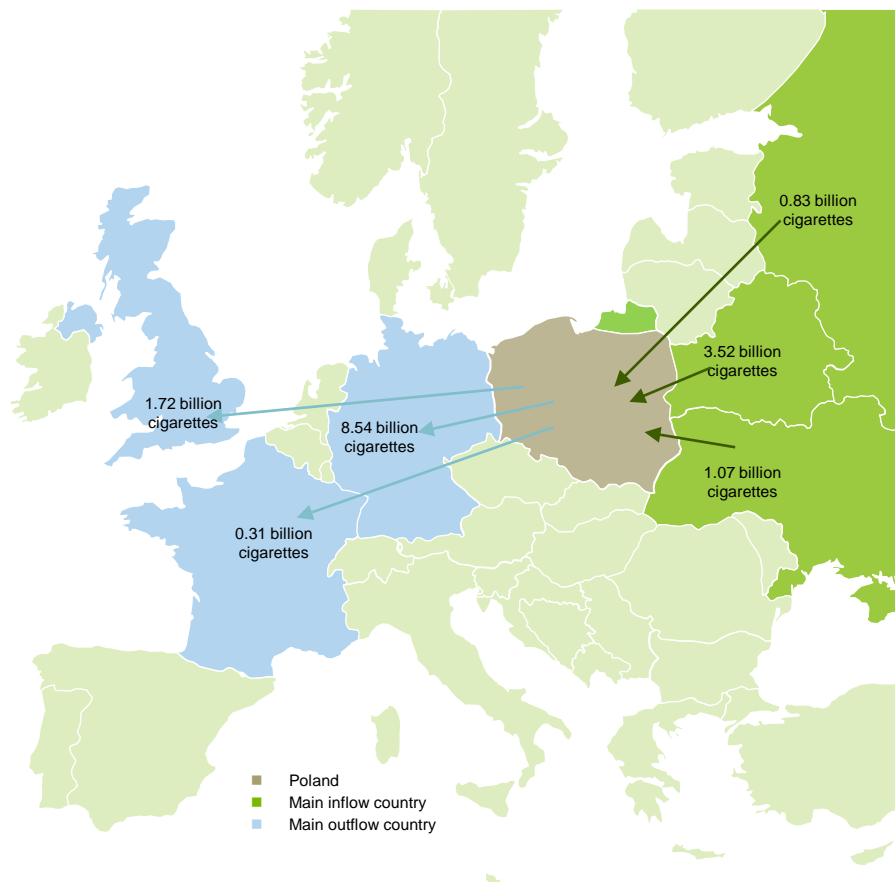 0.83 billion
cigarettes
3.52 billion
cigarettes
1.72 billion
cigarettes
8.54 billion
cigarettes
1.07 billion
cigarettes
0.31 billion
cigarettes
Poland
Main inflow country
Main outflow country